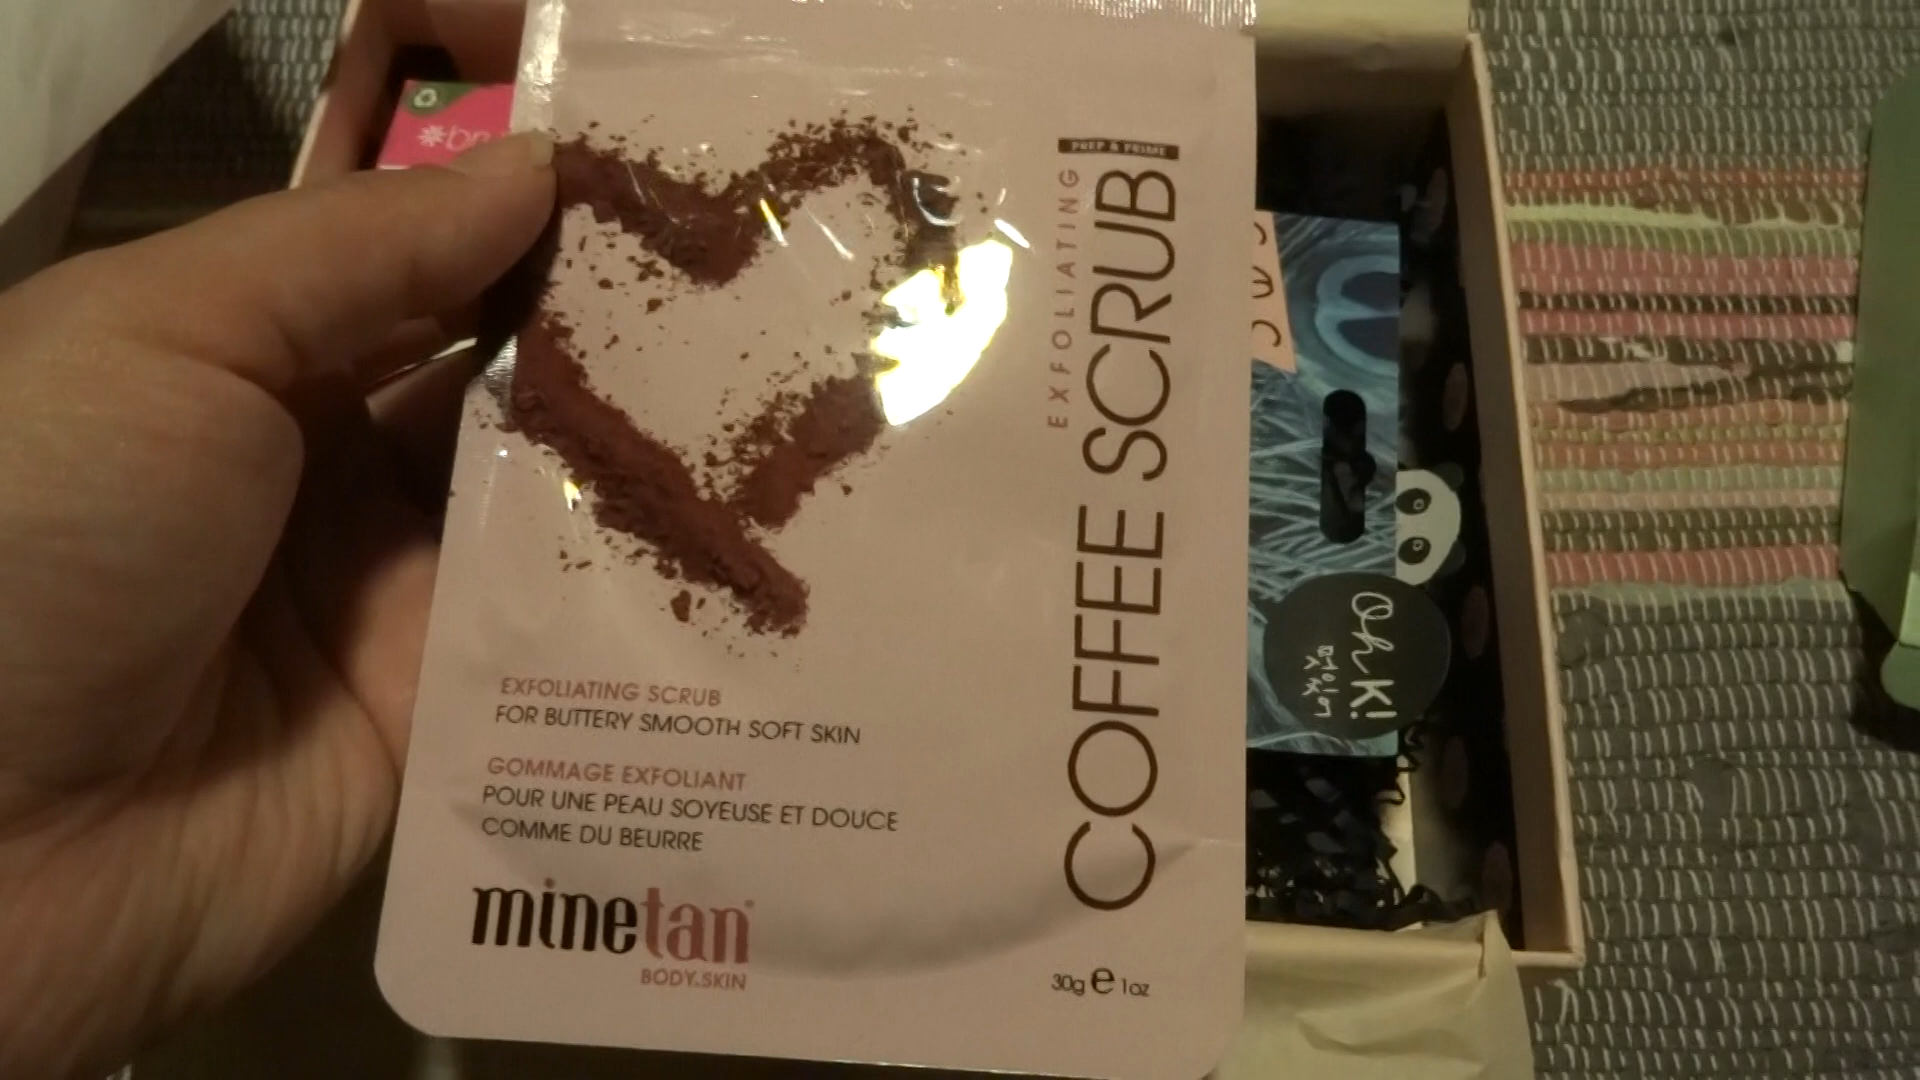 PREP & PRIME
EXFOLIATING
COFFEE SCRUB
EXFOLIATING SCRUB
FOR BUTTERY SMOOTH SOFT SKIN
GOMMAGE EXFOLIANT
POUR UNE PEAU SOYEUSE ET DOUCE
COMME DU BEURRE
minetan
BODY.SKIN
30g e 1oz
Oh K!